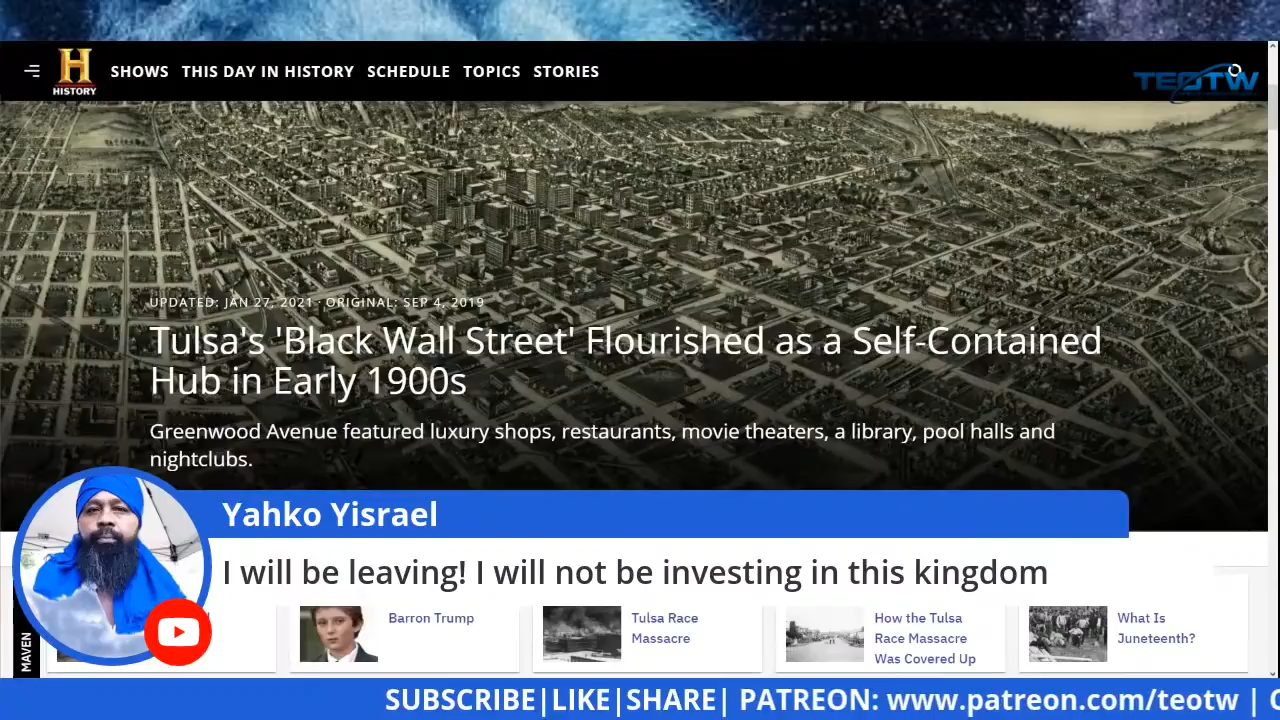 SHOWS THIS DAY IN HISTORY SCHEDULE TOPICS STORIES
H
HISTORY
TEOTW
UPDATED: JAN 27, 2021 · ORIGINAL: SEP 4, 2019
Tulsa's 'Black Wall Street' Flourished as a Self-Contained
Hub in Early 1900s
Greenwood Avenue featured luxury shops, restaurants, movie theaters, a library, pool halls and
nightclubs.
Yahko Yisrael
I will be leaving! I will not be investing in this kingdom
MAVEN
Barron Trump
Tulsa Race
Massacre
How the Tulsa
Race Massacre
Was Covered Up
What Is
Juneteenth?
SUBSCRIBE|LIKE|SHARE| PATREON: www.patreon.com/teotw |